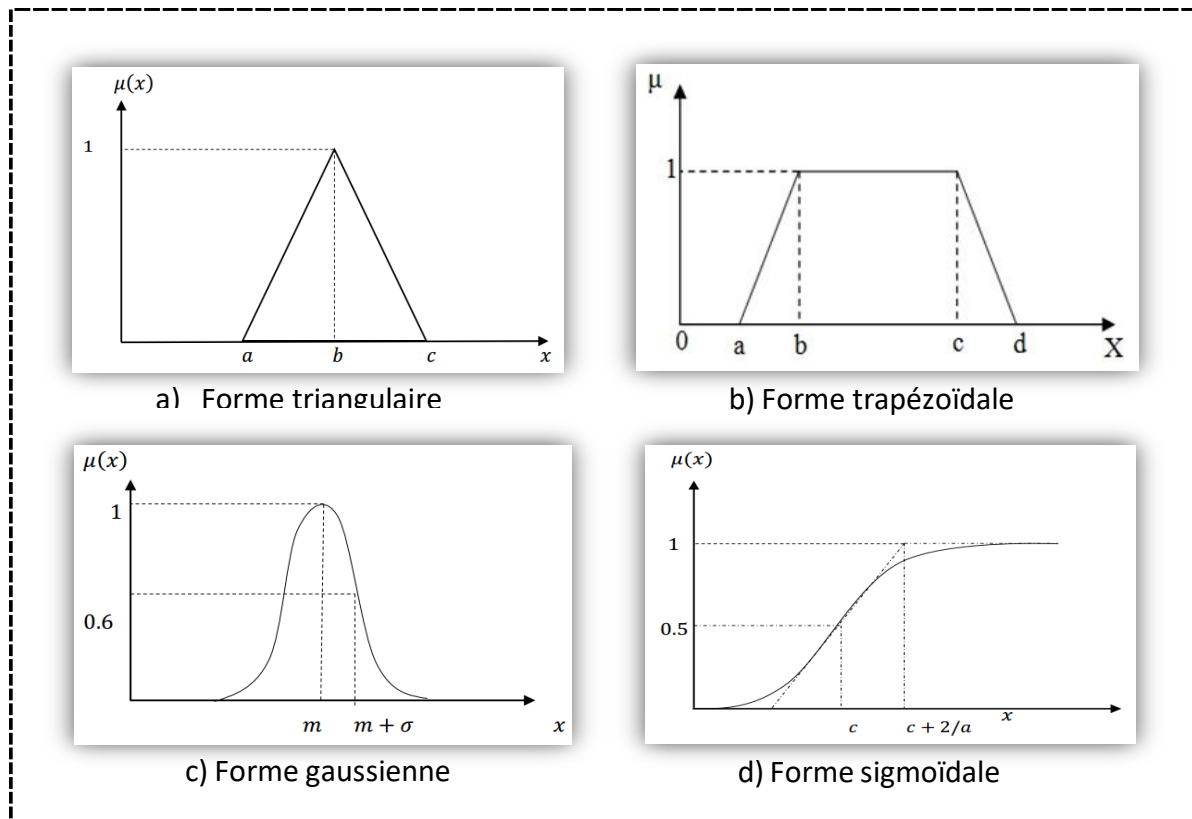 μ(x)
1
a b c x
a) Forme triangulaire
μ
1
0 a b c d X
b) Forme trapézoïdale
μ(x)
1
0.6
m m + σ x
c) Forme gaussienne
μ(x)
1
0.5
c c + 2/a x
d) Forme sigmoïdale